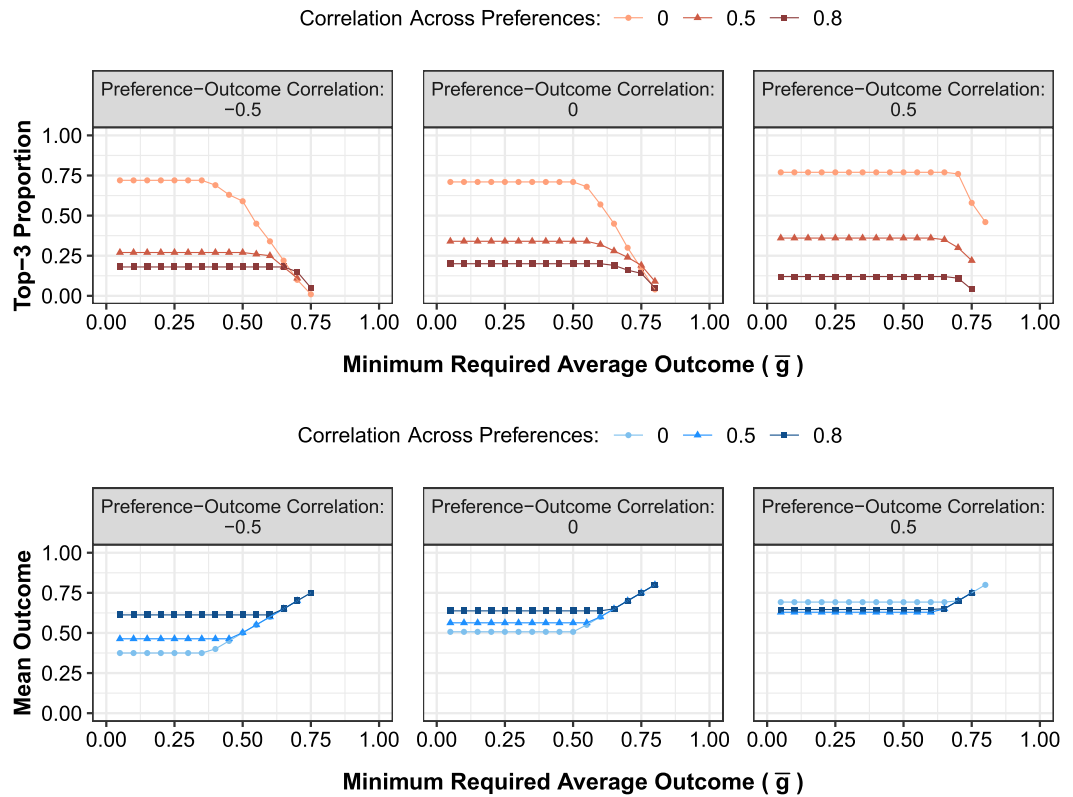 Correlation Across Preferences: 0 0.5 0.8
Preference−Outcome Correlation: Preference−Outcome Correlation: Preference−Outcome Correlation:
−0.5 0 0.5
Top−3 Proportion
1.00
0.75
0.50
0.25
0.00
0.00 0.25 0.50 0.75 1.00 0.00 0.25 0.50 0.75 1.00 0.00 0.25 0.50 0.75 1.00
Minimum Required Average Outcome ( g̅ )
Correlation Across Preferences: 0 0.5 0.8
Preference−Outcome Correlation: Preference−Outcome Correlation: Preference−Outcome Correlation:
−0.5 0 0.5
Mean Outcome
1.00
0.75
0.50
0.25
0.00
0.00 0.25 0.50 0.75 1.00 0.00 0.25 0.50 0.75 1.00 0.00 0.25 0.50 0.75 1.00
Minimum Required Average Outcome ( g̅ )